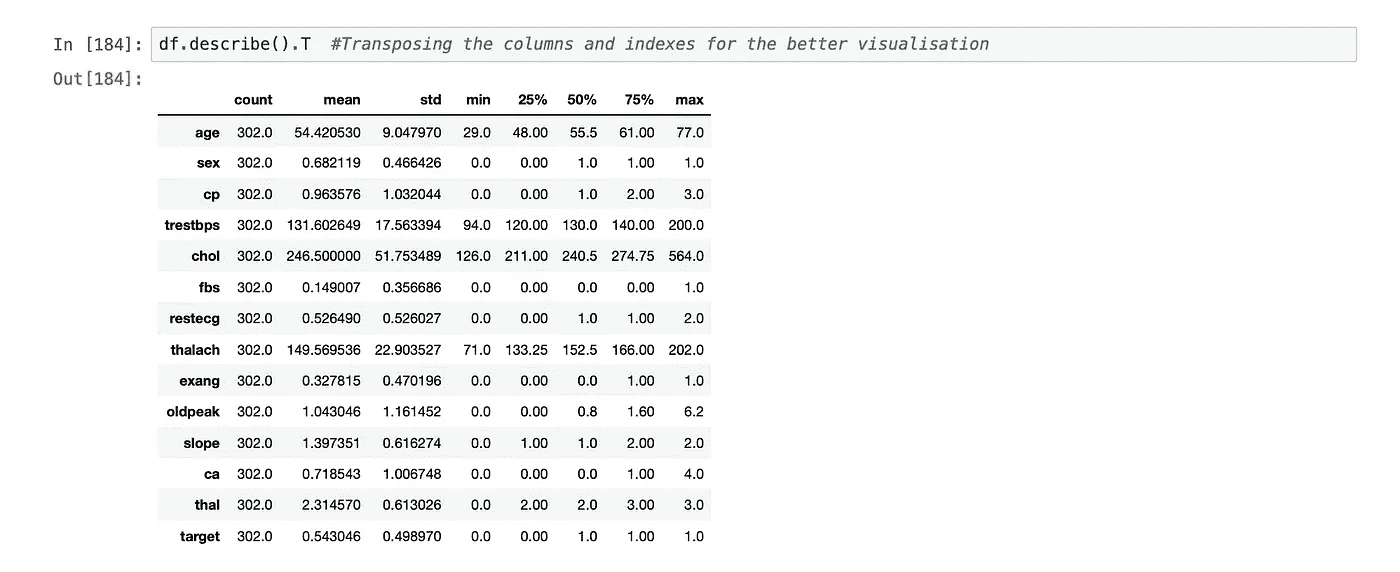 In [184]: df.describe().T #Transposing the columns and indexes for the better visualisation
Out[184]:
count mean std min 25% 50% 75% max
age 302.0 54.420530 9.047970 29.0 48.00 55.5 61.00 77.0
sex 302.0 0.682119 0.466426 0.0 0.00 1.0 1.00 1.0
cp 302.0 0.963576 1.032044 0.0 0.00 1.0 2.00 3.0
trestbps 302.0 131.602649 17.563394 94.0 120.00 130.0 140.00 200.0
chol 302.0 246.500000 51.753489 126.0 211.00 240.5 274.75 564.0
fbs 302.0 0.149007 0.356686 0.0 0.00 0.0 0.00 1.0
restecg 302.0 0.526490 0.526027 0.0 0.00 1.0 1.00 2.0
thalach 302.0 149.569536 22.903527 71.0 133.25 152.5 166.00 202.0
exang 302.0 0.327815 0.470196 0.0 0.00 0.0 1.00 1.0
oldpeak 302.0 1.043046 1.161452 0.0 0.00 0.8 1.60 6.2
slope 302.0 1.397351 0.616274 0.0 1.00 1.0 2.00 2.0
ca 302.0 0.718543 1.006748 0.0 0.00 0.0 1.00 4.0
thal 302.0 2.314570 0.613026 0.0 2.00 2.0 3.00 3.0
target 302.0 0.543046 0.498970 0.0 0.00 1.0 1.00 1.0